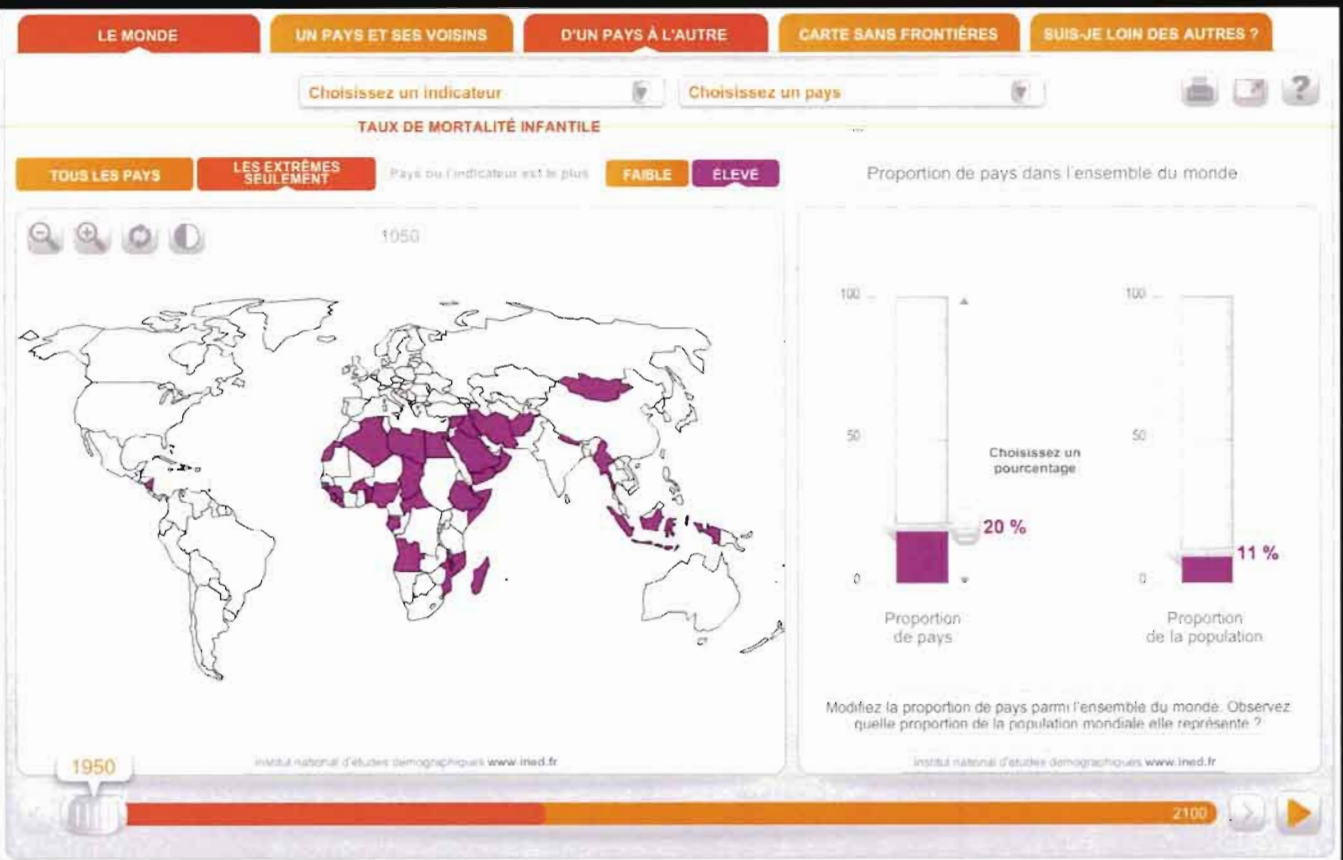 LE MONDE
UN PAYS ET SES VOISINS
D'UN PAYS À L'AUTRE
CARTE SANS FRONTIÈRES
SUIS-JE LOIN DES AUTRES ?
Choisissez un indicateur
Choisissez un pays
?
TAUX DE MORTALITÉ INFANTILE
...
TOUS LES PAYS
LES EXTRÊMES
SEULEMENT
Pays ou l'indicateur est le plus
FAIBLE
ÉLEVÉ
Proportion de pays dans l'ensemble du monde
1950
100
100
50
50
Choisissez un
pourcentage
20 %
11 %
0
0
Proportion
de pays
Proportion
de la population
Modifiez la proportion de pays parmi l'ensemble du monde. Observez
quelle proportion de la population mondiale elle représente ?
institut national d'études démographiques www.ined.fr
institut national d'études démographiques www.ined.fr
1950
2100